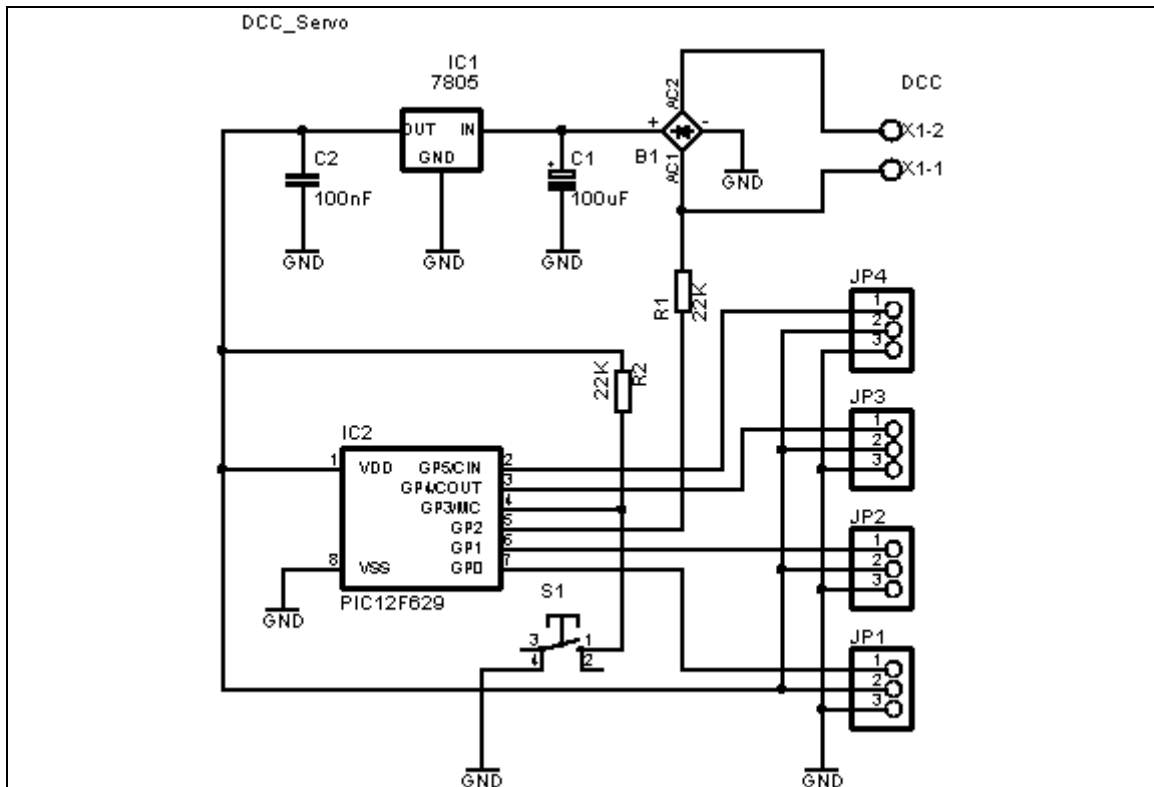 DCC_Servo
IC1
7805
OUT IN
GND
C2
100nF
GND
GND
C1
+
100uF
GND
B1
+
-
AC2
AC1
GND
DCC
X1-2
X1-1
R1
22K
R2
22K
IC2
1 VDD
8 VSS
GP5/CIN 2
GP4/COUT 3
GP3/MC 4
GP2 5
GP1 6
GP0 7
PIC12F629
GND
S1
3 1
4 2
GND
JP4
1
2
3
JP3
1
2
3
JP2
1
2
3
JP1
1
2
3
GND